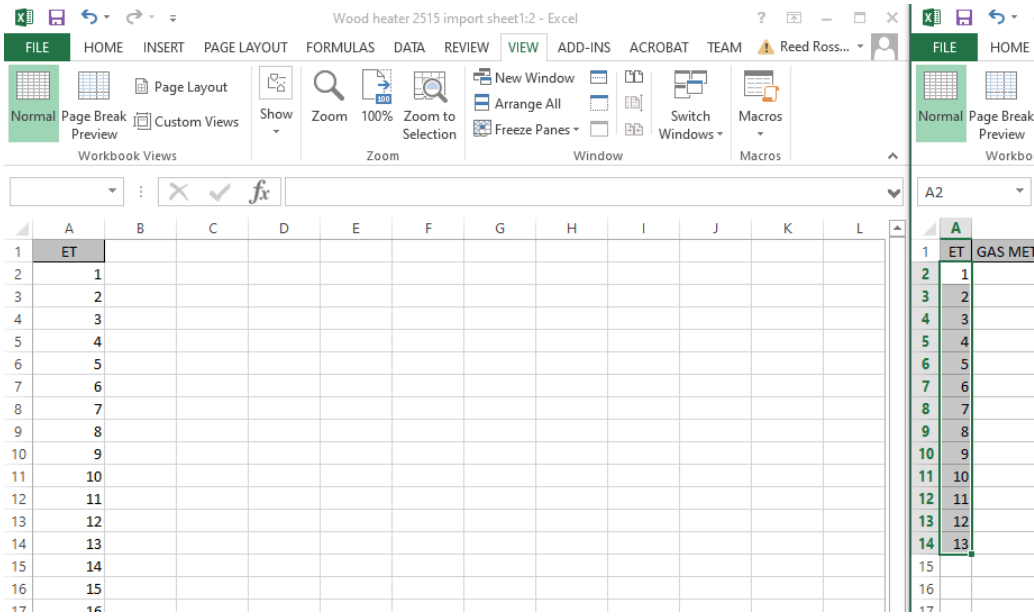 Wood heater 2515 import sheet1:2 - Excel ?
FILE HOME INSERT PAGE LAYOUT FORMULAS DATA REVIEW VIEW ADD-INS ACROBAT TEAM Reed Ross...
Normal Page Break Preview Page Layout Custom Views Show Zoom 100% 100 Zoom to Selection New Window Arrange All Freeze Panes Switch Windows Macros
Workbook Views Zoom Window Macros
fx
A B C D E F G H I J K L
1 ET
2 1
3 2
4 3
5 4
6 5
7 6
8 7
9 8
10 9
11 10
12 11
13 12
14 13
15 14
16 15
17 16
FILE HOME
Normal Page Break Preview
Workbo
A2
A
1 ET GAS MET
2 1
3 2
4 3
5 4
6 5
7 6
8 7
9 8
10 9
11 10
12 11
13 12
14 13
15
16
17